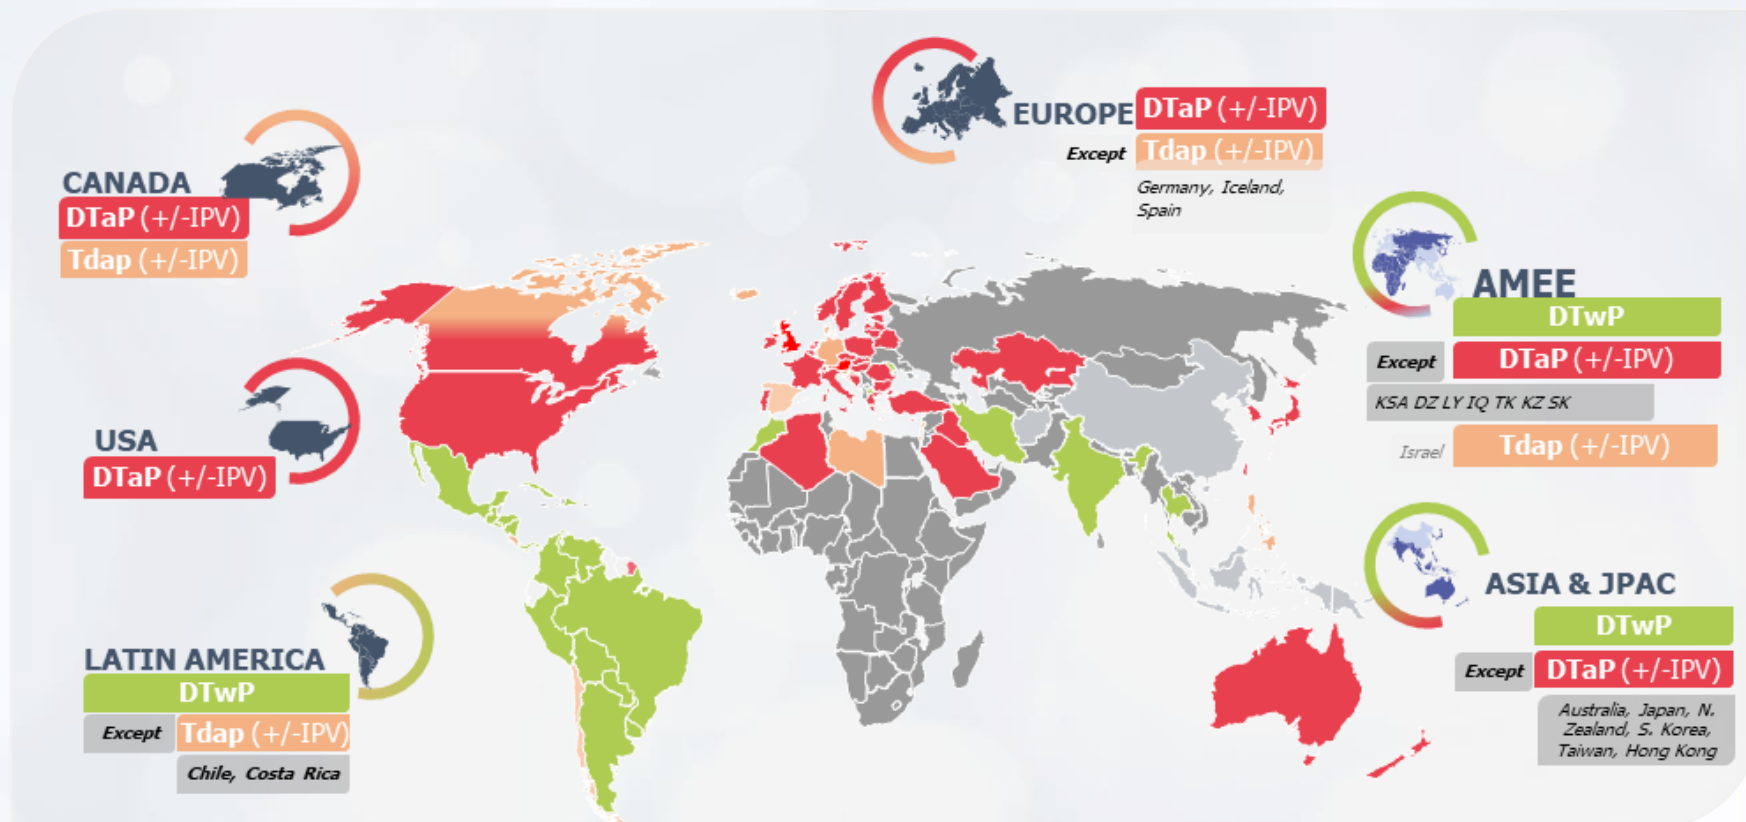 CANADA
DTaP (+/-IPV)
Tdap (+/-IPV)
USA
DTaP (+/-IPV)
LATIN AMERICA
DTwP
Except Tdap (+/-IPV)
Chile, Costa Rica
EUROPE DTaP (+/-IPV)
Except Tdap (+/-IPV)
Germany, Iceland,
Spain
AMEE
DTwP
Except DTaP (+/-IPV)
KSA DZ LY IQ TK KZ SK
Israel Tdap (+/-IPV)
ASIA & JPAC
DTwP
Except DTaP (+/-IPV)
Australia, Japan, N.
Zealand, S. Korea,
Taiwan, Hong Kong